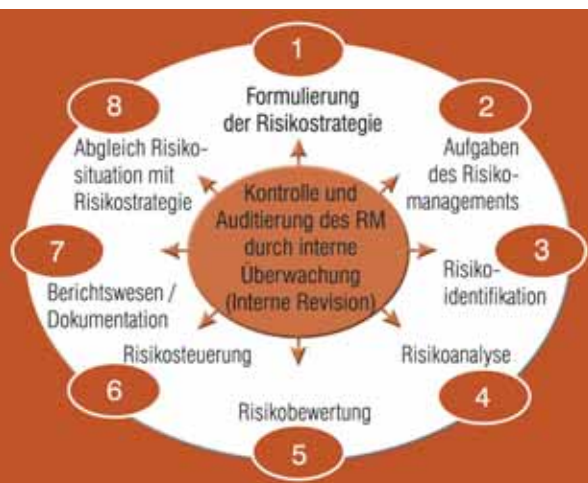 1
Formulierung
der Risikostrategie
2
Aufgaben
des Risiko-
managements
3
Risiko-
identifikation
4
Risikoanalyse
5
Risikobewertung
6
Risikosteuerung
7
Berichtswesen /
Dokumentation
8
Abgleich Risiko-
situation mit
Risikostrategie
Kontrolle und
Auditierung des RM
durch interne
Überwachung
(Interne Revision)